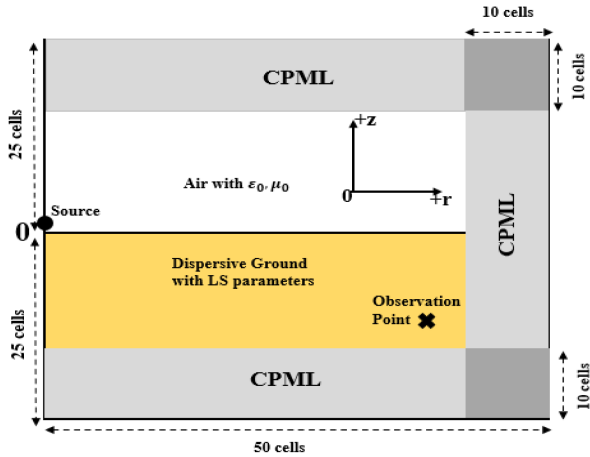 10 cells
CPML
10 cells
25 cells
+z
0
+r
Air with ε₀, μ₀
CPML
Source
0
Dispersive Ground
with LS parameters
Observation
Point
25 cells
CPML
10 cells
50 cells